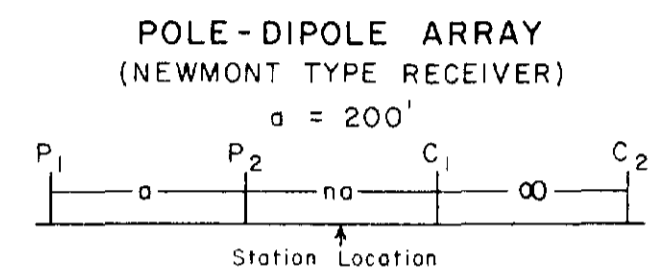 POLE-DIPOLE ARRAY
(NEWMONT TYPE RECEIVER)
a = 200'
P1 P2 C1 C2
a na ∞
Station Location